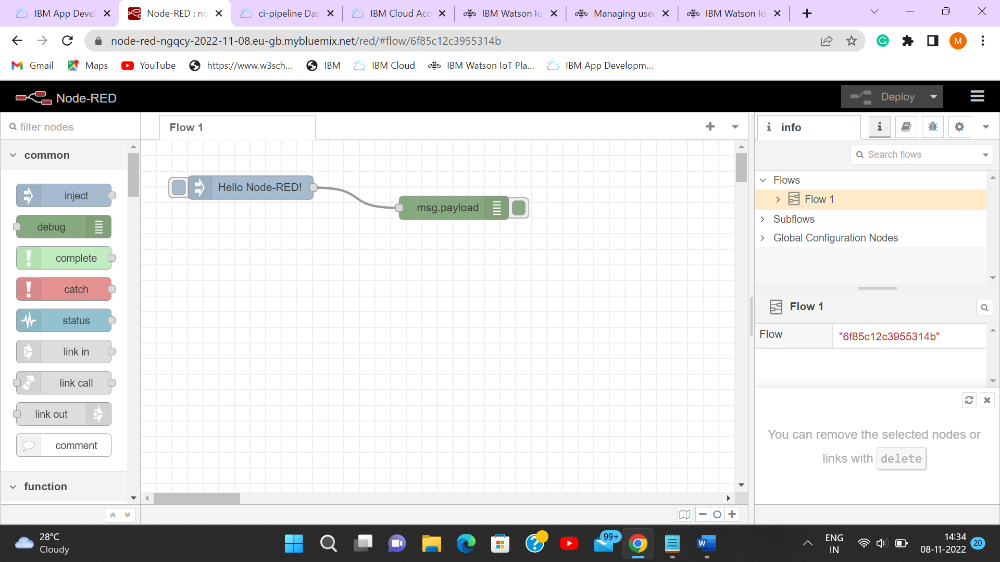 IBM App Devel
Node-RED : no
ci-pipeline Das
IBM Cloud Acc
IBM Watson Io
Managing user
IBM Watson Io
node-red-ngqcy-2022-11-08.eu-gb.mybluemix.net/red/#flow/6f85c12c3955314b
M
Gmail
Maps
YouTube
https://www.w3sch...
IBM
IBM Cloud
IBM Watson IoT Pla...
IBM App Developm...
Node-RED
Deploy
filter nodes
Flow 1
info
common
Search flows
inject
debug
complete
catch
status
link in
link call
link out
comment
function
Hello Node-RED!
msg.payload
Flows
Flow 1
Subflows
Global Configuration Nodes
Flow 1
Flow "6f85c12c3955314b"
You can remove the selected nodes or
links with delete
28°C
Cloudy
99+
ENG
IN
14:34
08-11-2022
20